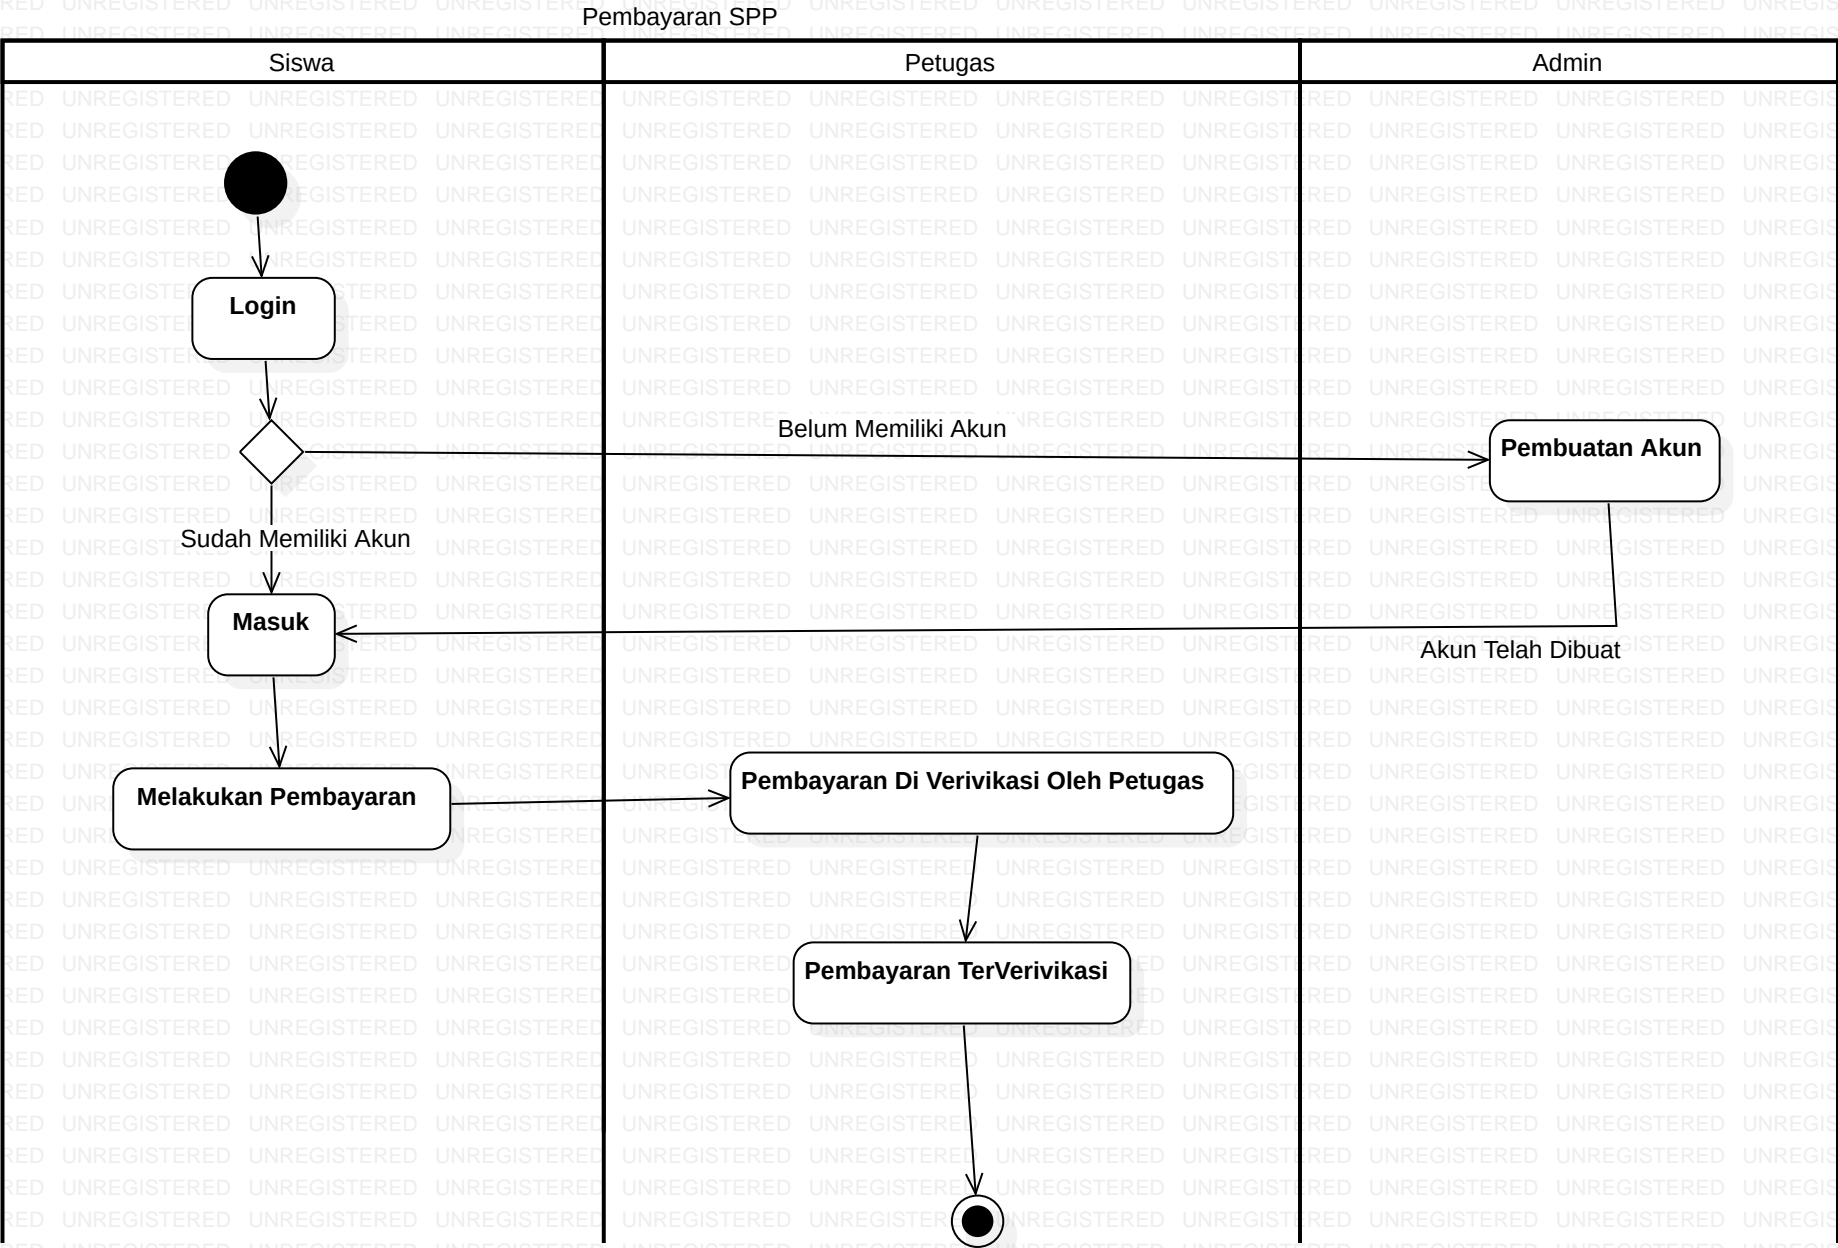 Pembayaran SPP
Siswa
Petugas
Admin
Login
Belum Memiliki Akun
Pembuatan Akun
Sudah Memiliki Akun
Masuk
Akun Telah Dibuat
Melakukan Pembayaran
Pembayaran Di Verivikasi Oleh Petugas
Pembayaran TerVerivikasi
UNREGISTERED